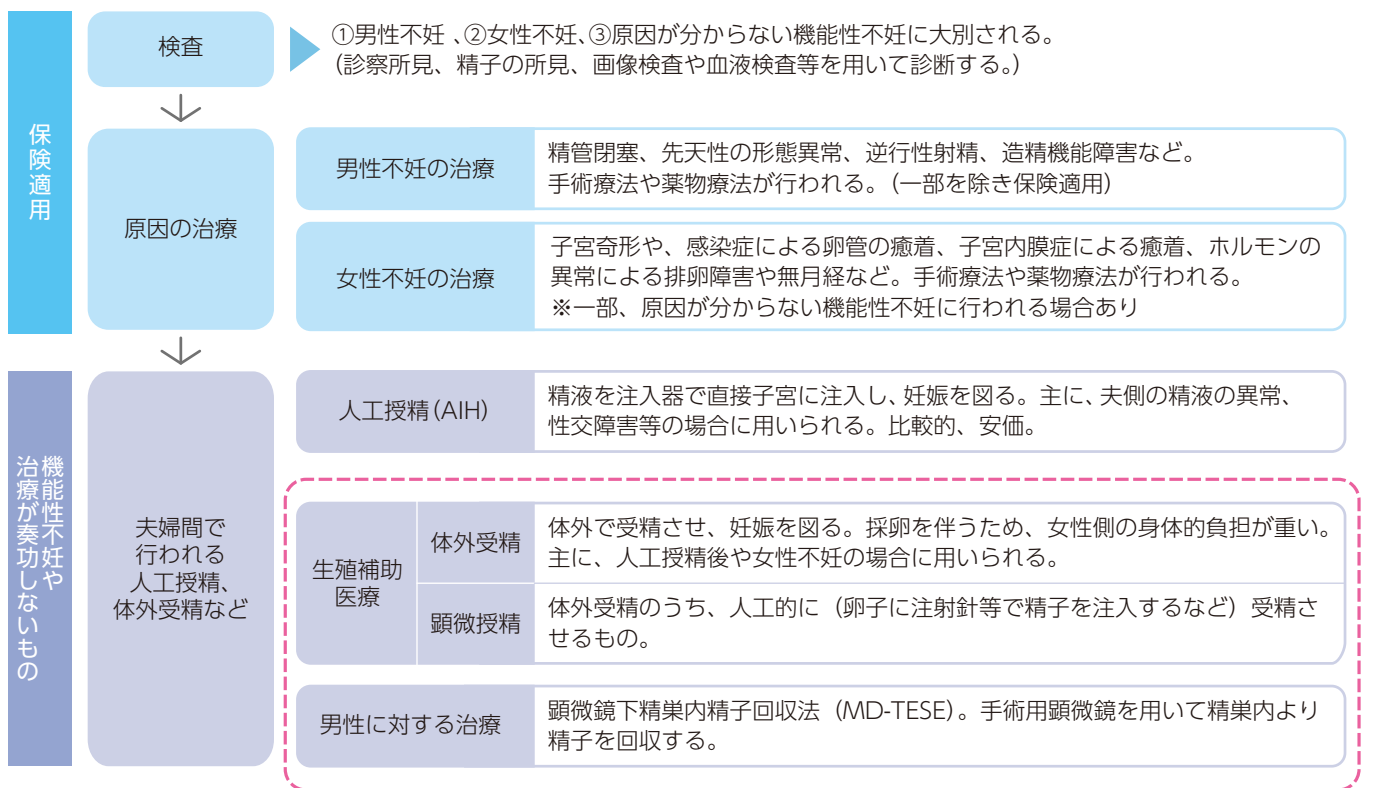 保険適用
検査
①男性不妊 、②女性不妊、③原因が分からない機能性不妊に大別される。
(診察所見、精子の所見、画像検査や血液検査等を用いて診断する。)
原因の治療
男性不妊の治療
精管閉塞、先天性の形態異常、逆行性射精、造精機能障害など。
手術療法や薬物療法が行われる。(一部を除き保険適用)
女性不妊の治療
子宮奇形や、感染症による卵管の癒着、子宮内膜症による癒着、ホルモンの
異常による排卵障害や無月経など。手術療法や薬物療法が行われる。
※一部、原因が分からない機能性不妊に行われる場合あり
機能性不妊や
治療が奏功しないもの
夫婦間で
行われる
人工授精、
体外受精など
人工授精(AIH)
精液を注入器で直接子宮に注入し、妊娠を図る。主に、夫側の精液の異常、
性交障害等の場合に用いられる。比較的、安価。
生殖補助
医療
体外受精
体外で受精させ、妊娠を図る。採卵を伴うため、女性側の身体的負担が重い。
主に、人工授精後や女性不妊の場合に用いられる。
顕微授精
体外受精のうち、人工的に(卵子に注射針等で精子を注入するなど)受精さ
せるもの。
男性に対する治療
顕微鏡下精巣内精子回収法(MD-TESE)。手術用顕微鏡を用いて精巣内より
精子を回収する。